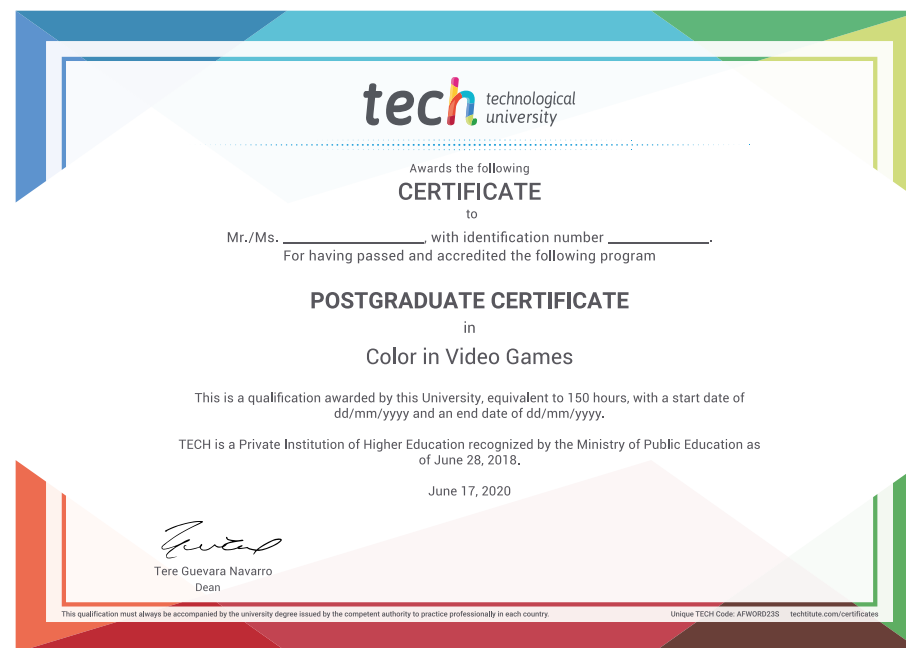 tech technological
university
Awards the following
CERTIFICATE
to
Mr./Ms. ____________________, with identification number ______________.
For having passed and accredited the following program
POSTGRADUATE CERTIFICATE
in
Color in Video Games
This is a qualification awarded by this University, equivalent to 150 hours, with a start date of
dd/mm/yyyy and an end date of dd/mm/yyyy.
TECH is a Private Institution of Higher Education recognized by the Ministry of Public Education as
of June 28, 2018.
June 17, 2020
Tere Guevara Navarro
Dean
This qualification must always be accompanied by the university degree issued by the competent authority to practice professionally in each country.
Unique TECH Code: AFWORD23S techtitute.com/certificates